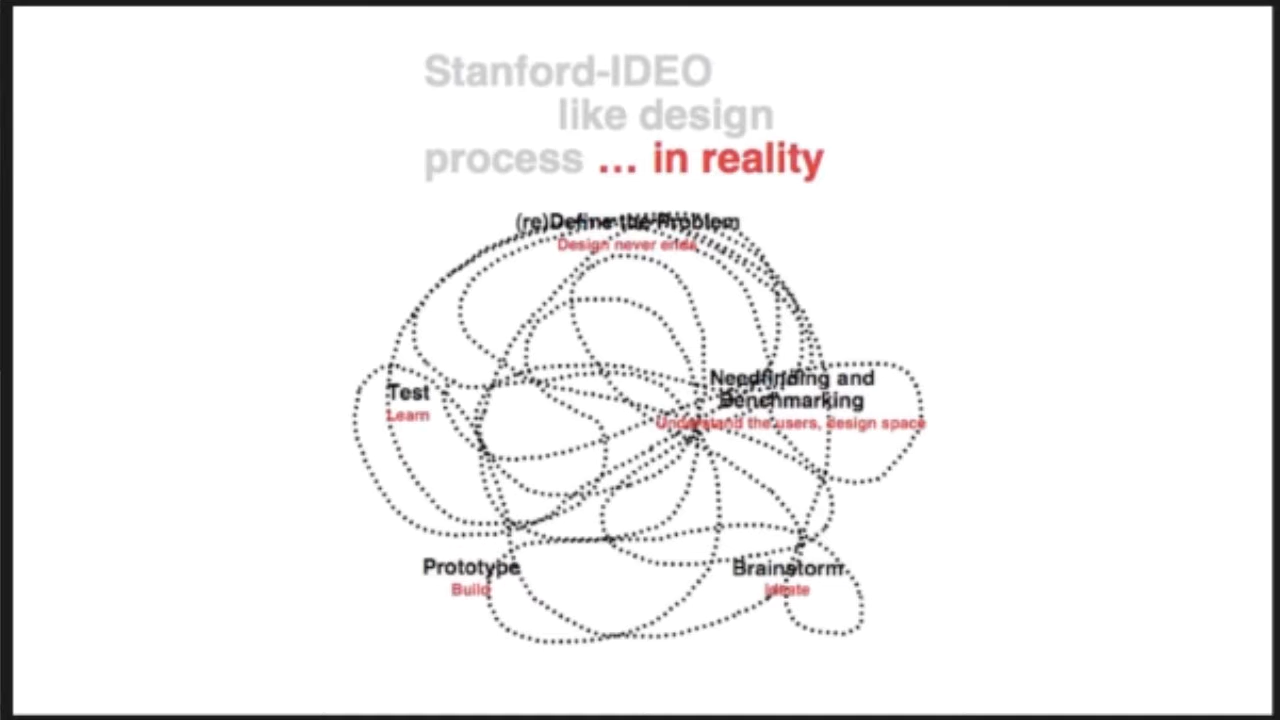 Stanford-IDEO
like design
process ... in reality
(re)Define the Problem
Design never ends
Test
Learn
Needfinding and
Benchmarking
Understand the users, design space
Prototype
Build
Brainstorm
Ideate